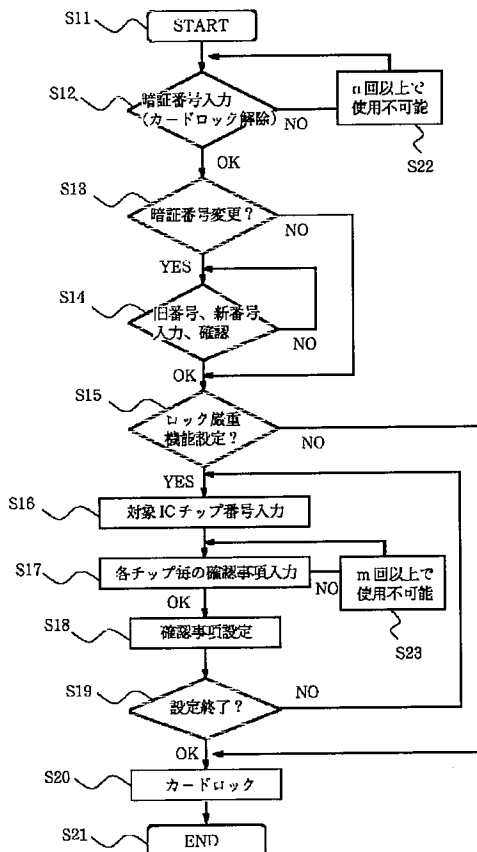 S11
START
S12
暗証番号入力
(カードロック解除)
NO
n回以上で
使用不可能
S22
OK
S13
暗証番号変更?
NO
YES
S14
旧番号、新番号
入力、確認
NO
OK
S15
ロック厳重
機能設定?
NO
YES
S16
対象ICチップ番号入力
S17
各チップ毎の確認事項入力
NO
m回以上で
使用不可能
S23
OK
S18
確認事項設定
S19
設定終了?
NO
OK
S20
カードロック
S21
END